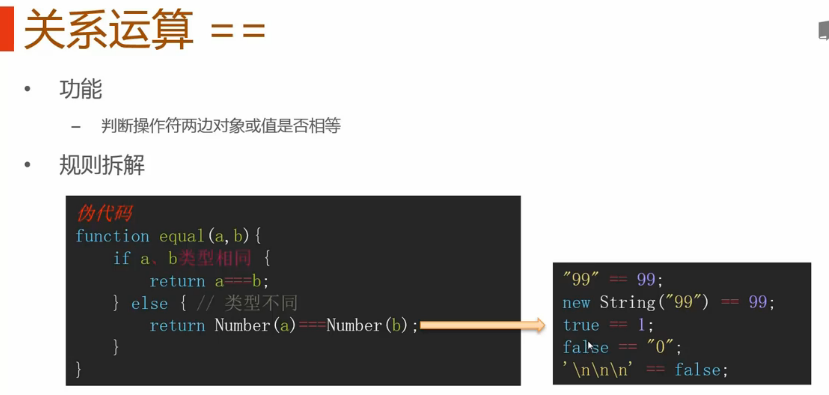 关系运算 ==
• 功能
– 判断操作符两边对象或值是否相等
• 规则拆解
伪代码
function equal(a,b){
if a、b类型相同 {
return a===b;
} else { // 类型不同
return Number(a)===Number(b);
}
}
"99" == 99;
new String("99") == 99;
true == 1;
false == "0";
'\n\n\n' == false;